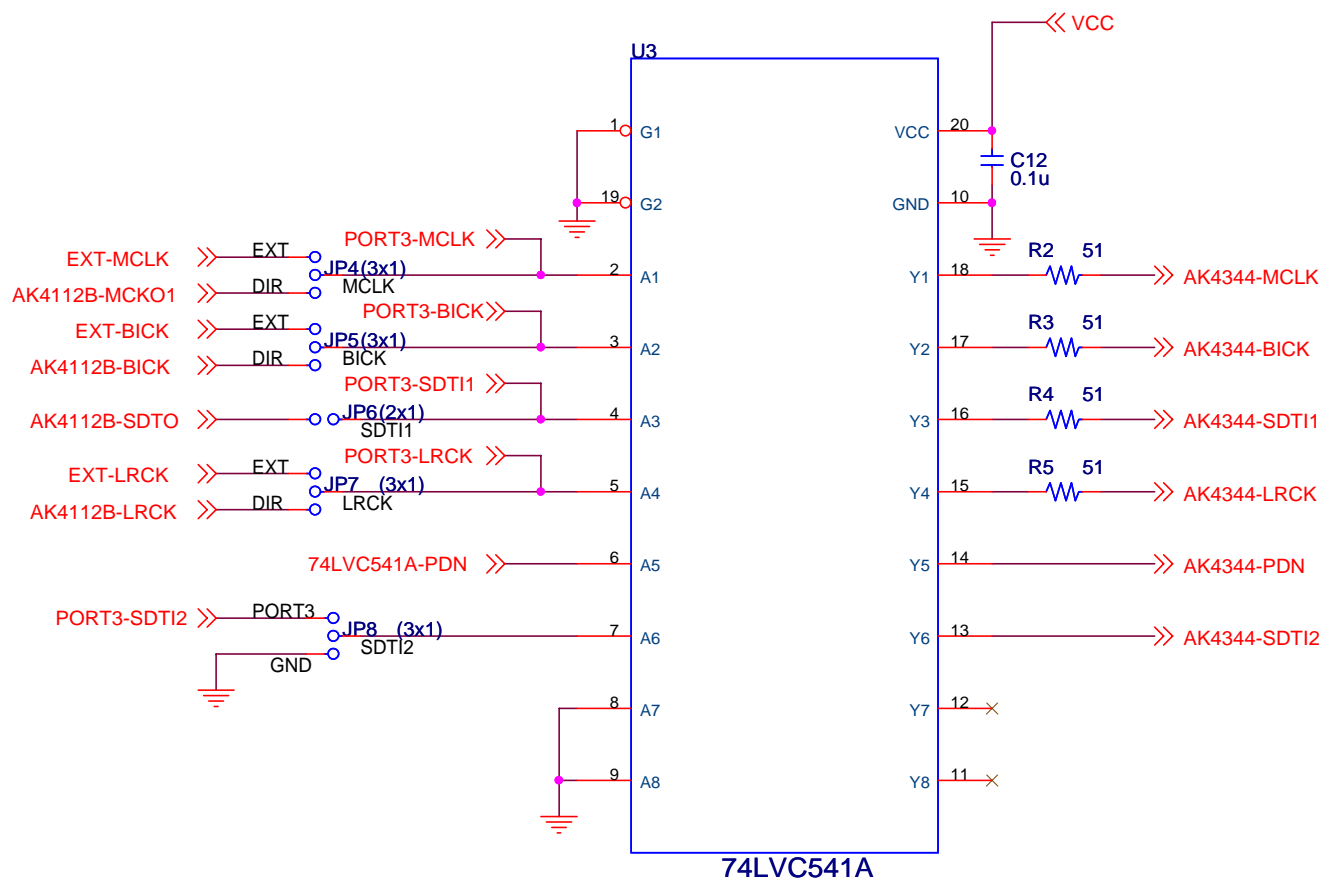 VCC
U3
1 G1 VCC 20
C12
0.1u
19 G2 GND 10
PORT3-MCLK
EXT-MCLK EXT
R2 51
JP4(3x1) 2 A1 Y1 18 AK4344-MCLK
AK4112B-MCKO1 DIR MCLK
PORT3-BICK
EXT-BICK EXT
R3 51
JP5(3x1) 3 A2 Y2 17 AK4344-BICK
AK4112B-BICK DIR BICK
PORT3-SDTI1
R4 51
AK4112B-SDTO JP6(2x1) 4 A3 Y3 16 AK4344-SDTI1
SDTI1
PORT3-LRCK
EXT-LRCK EXT
R5 51
JP7 (3x1) 5 A4 Y4 15 AK4344-LRCK
AK4112B-LRCK DIR LRCK
74LVC541A-PDN 6 A5 Y5 14 AK4344-PDN
PORT3-SDTI2 PORT3
JP8 (3x1) 7 A6 Y6 13 AK4344-SDTI2
SDTI2
GND
8 A7 Y7 12
9 A8 Y8 11
74LVC541A